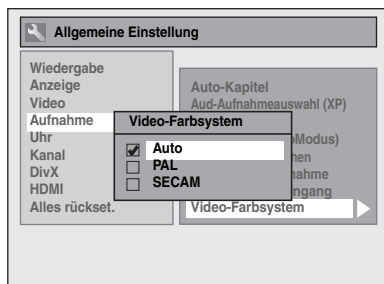 Allgemeine Einstellung
Wiedergabe
Anzeige
Video
Aufnahme
Uhr
Kanal
DivX
HDMI
Alles rückset.
Auto-Kapitel
Aud-Aufnahmeauswahl (XP)
Video-Farbsystem
Auto
PAL
SECAM
Video-Farbsystem